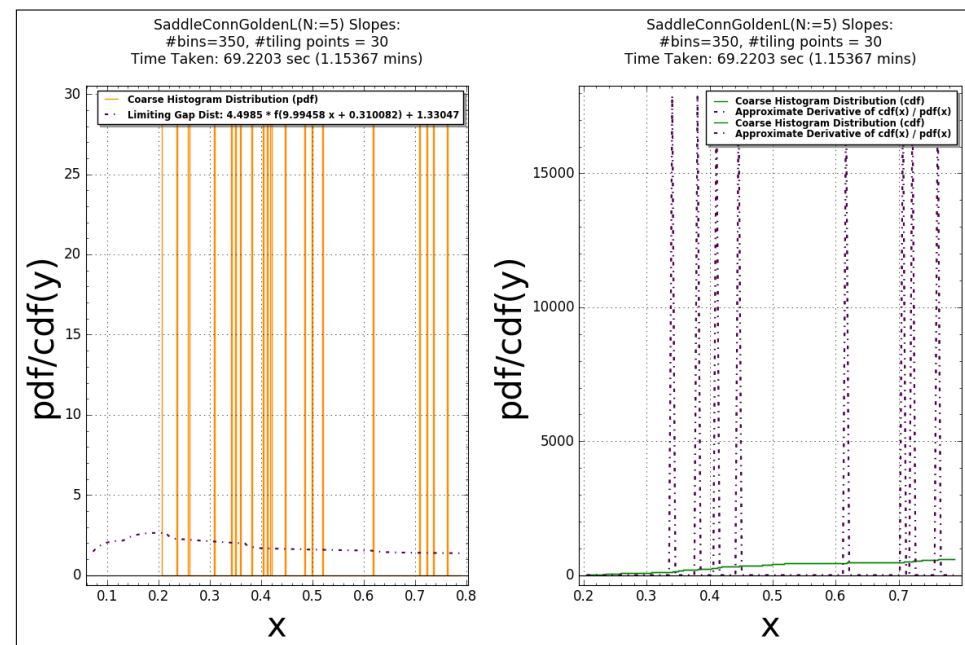 SaddleConnGoldenL(N:=5) Slopes:
#bins=350, #tiling points = 30
Time Taken: 69.2203 sec (1.15367 mins)
30
25
20
15
10
5
0
pdf/cdf(y)
Coarse Histogram Distribution (pdf)
Limiting Gap Dist: 4.4985 * f(9.99458 x + 0.310082) + 1.33047
0.1 0.2 0.3 0.4 0.5 0.6 0.7 0.8
x
SaddleConnGoldenL(N:=5) Slopes:
#bins=350, #tiling points = 30
Time Taken: 69.2203 sec (1.15367 mins)
15000
10000
5000
0
pdf/cdf(y)
Coarse Histogram Distribution (cdf)
Approximate Derivative of cdf(x) / pdf(x)
Coarse Histogram Distribution (cdf)
Approximate Derivative of cdf(x) / pdf(x)
0.2 0.3 0.4 0.5 0.6 0.7
x